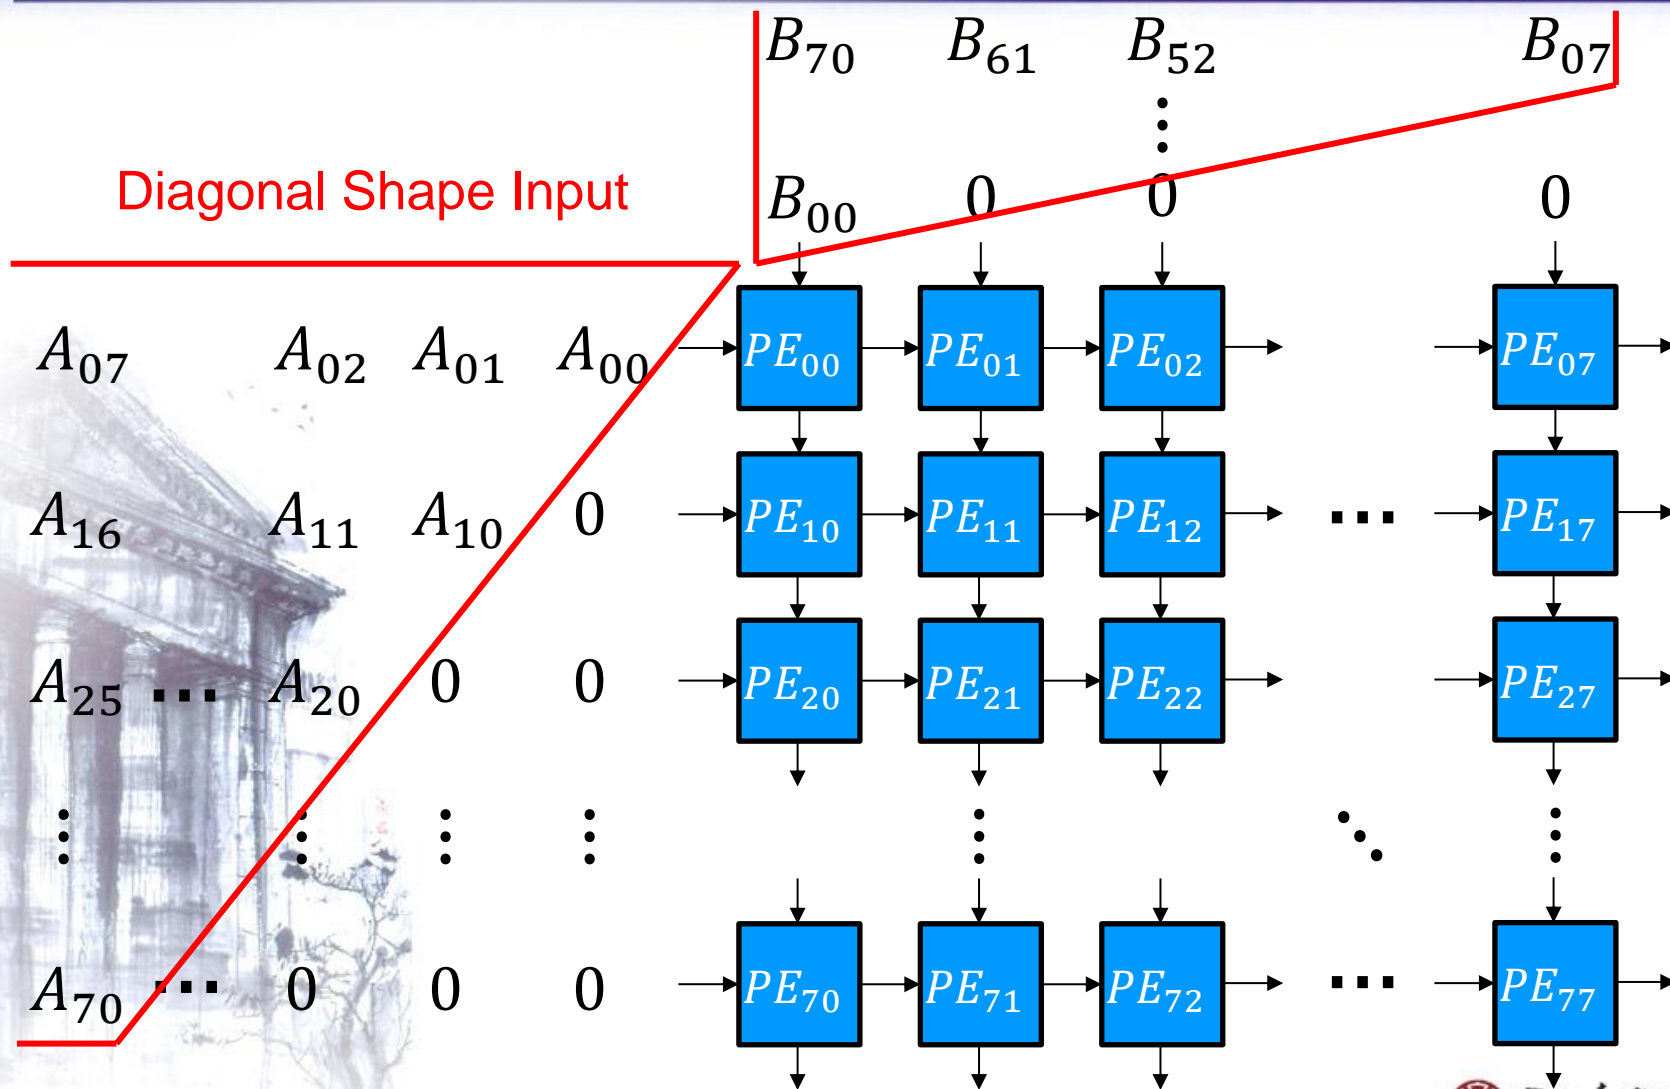 B₇₀ B₆₁ B₅₂ B₀₇
⋮
Diagonal Shape Input
B₀₀ 0 0 0
A₀₇ A₀₂ A₀₁ A₀₀ PE₀₀ PE₀₁ PE₀₂ PE₀₇
A₁₆ A₁₁ A₁₀ 0 PE₁₀ PE₁₁ PE₁₂ ⋯ PE₁₇
A₂₅ ⋯ A₂₀ 0 0 PE₂₀ PE₂₁ PE₂₂ PE₂₇
⋮ ⋮ ⋮ ⋮ ⋮ ⋱ ⋮
A₇₀ ⋯ 0 0 0 PE₇₀ PE₇₁ PE₇₂ ⋯ PE₇₇